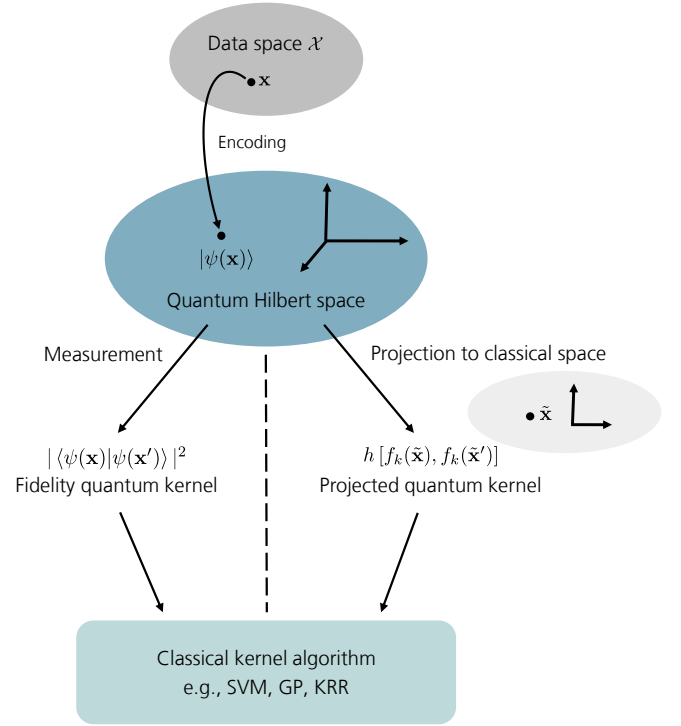 Data space 𝒳
x
Encoding
|ψ(x)⟩
Quantum Hilbert space
Measurement
Projection to classical space
x̃
|⟨ψ(x)|ψ(x′)⟩|²
Fidelity quantum kernel
h [f_k(x̃), f_k(x̃′)]
Projected quantum kernel
Classical kernel algorithm
e.g., SVM, GP, KRR